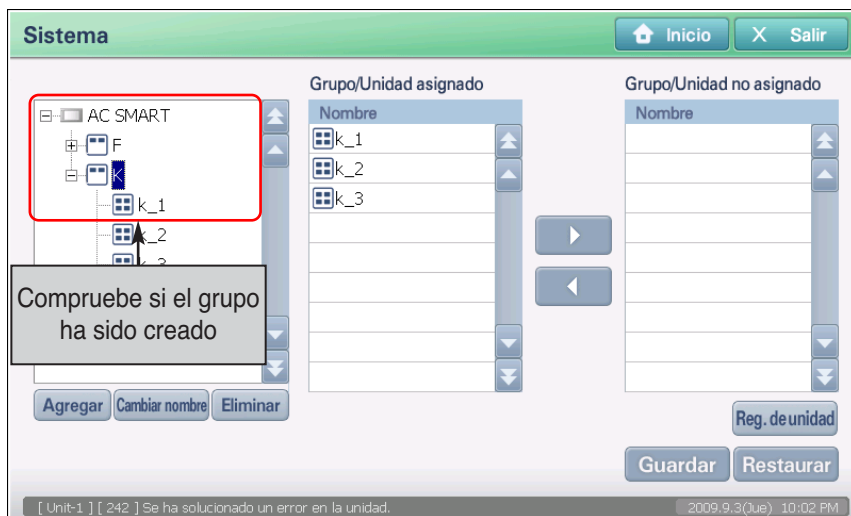 Sistema
Inicio
X Salir
AC SMART
F
K
k_1
k_2
Compruebe si el grupo
ha sido creado
Agregar
Cambiar nombre
Eliminar
Grupo/Unidad asignado
Nombre
k_1
k_2
k_3
Grupo/Unidad no asignado
Nombre
Reg. de unidad
Guardar
Restaurar
[ Unit-1 ] [ 242 ] Se ha solucionado un error en la unidad.
2009.9.3(Jue) 10:02 PM